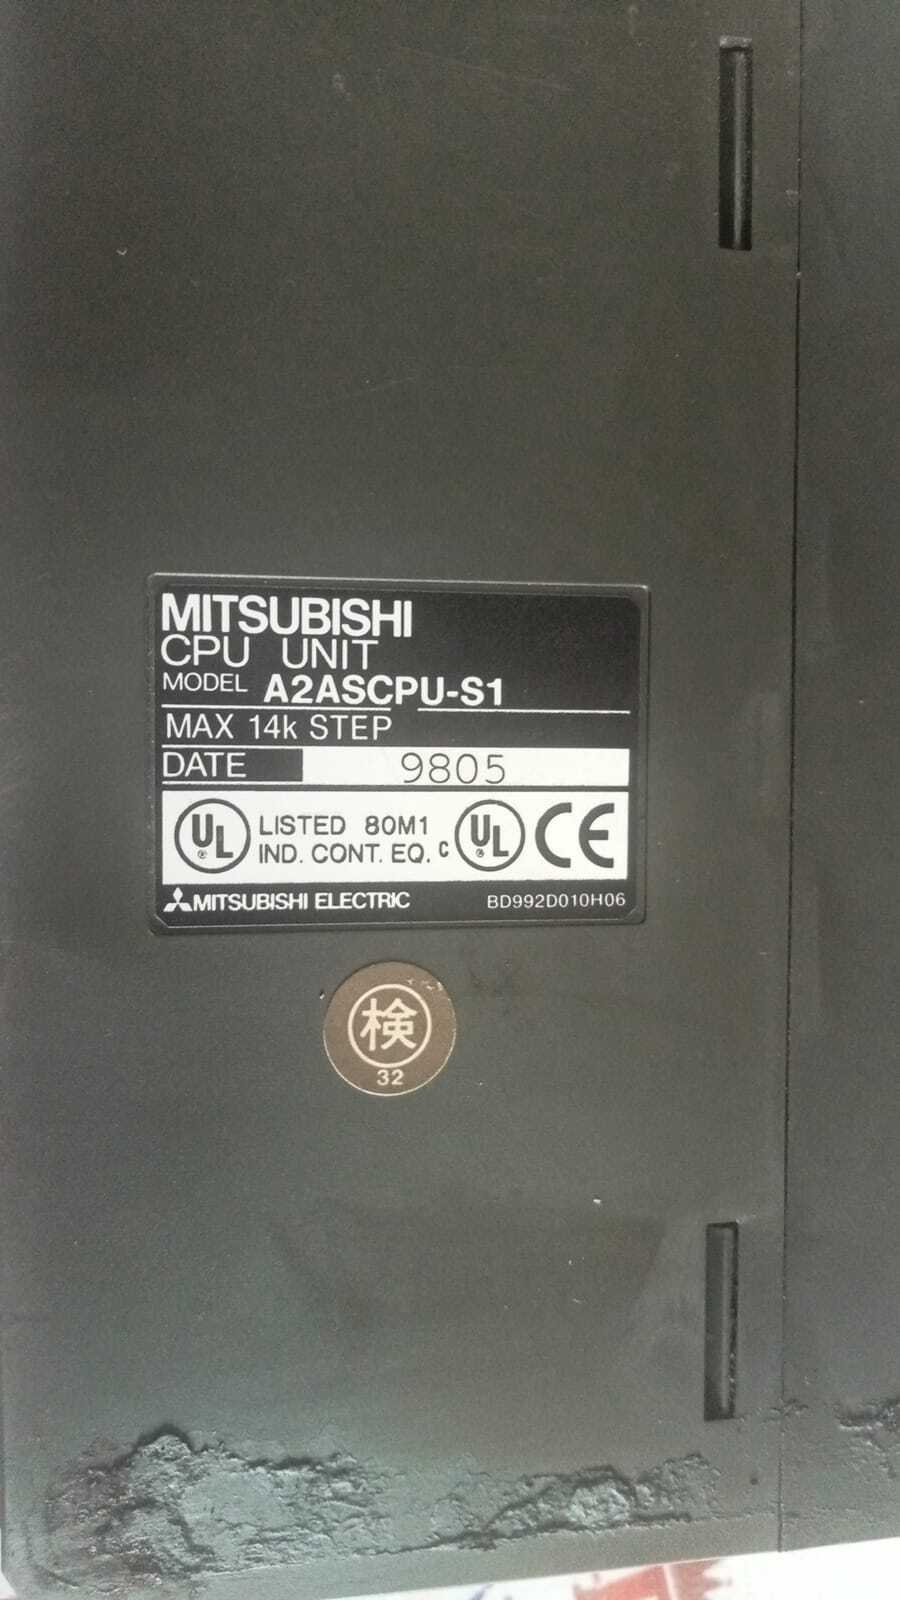 MITSUBISHI
CPU UNIT
MODEL A2ASCPU-S1
MAX 14k STEP
DATE 9805
UL LISTED 80M1 c UL CE
IND. CONT. EQ.
MITSUBISHI ELECTRIC BD992D010H06
検
32